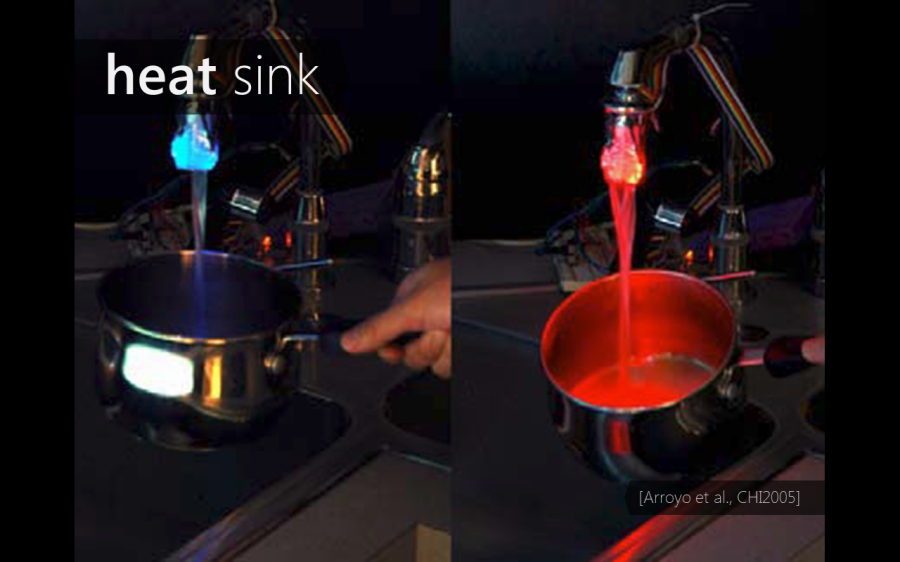 heat sink
[Arroyo et al., CHI2005]